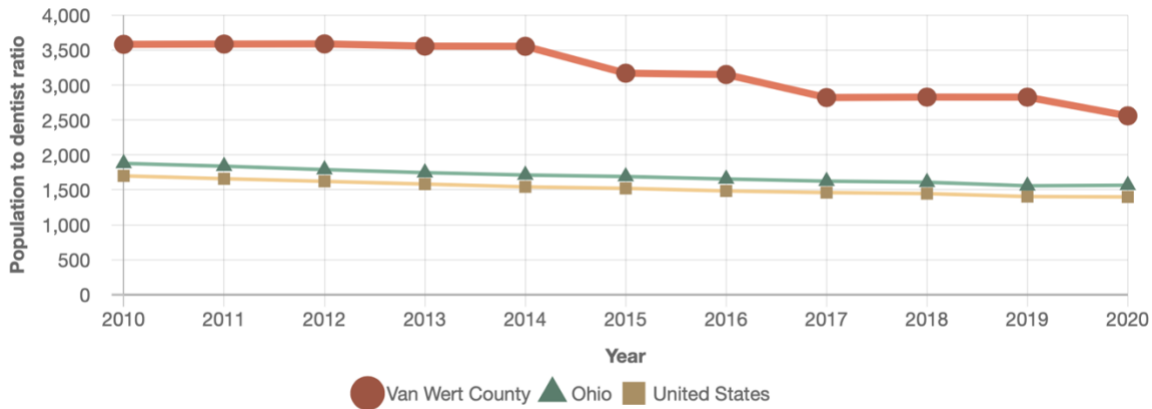 4,000
3,500
3,000
2,500
2,000
1,500
1,000
500
0
Population to dentist ratio
2010 2011 2012 2013 2014 2015 2016 2017 2018 2019 2020
Year
Van Wert County Ohio United States